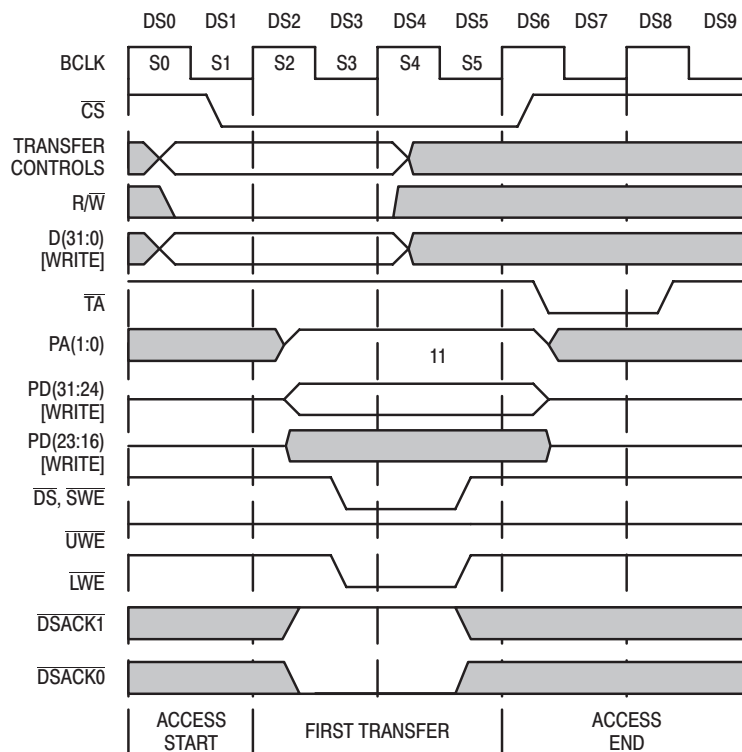 DS0 DS1 DS2 DS3 DS4 DS5 DS6 DS7 DS8 DS9
BCLK S0 S1 S2 S3 S4 S5
CS
TRANSFER
CONTROLS
R/W
D(31:0)
[WRITE]
TA
PA(1:0)
11
PD(31:24)
[WRITE]
PD(23:16)
[WRITE]
DS, SWE
UWE
LWE
DSACK1
DSACK0
ACCESS
START
FIRST TRANSFER
ACCESS
END